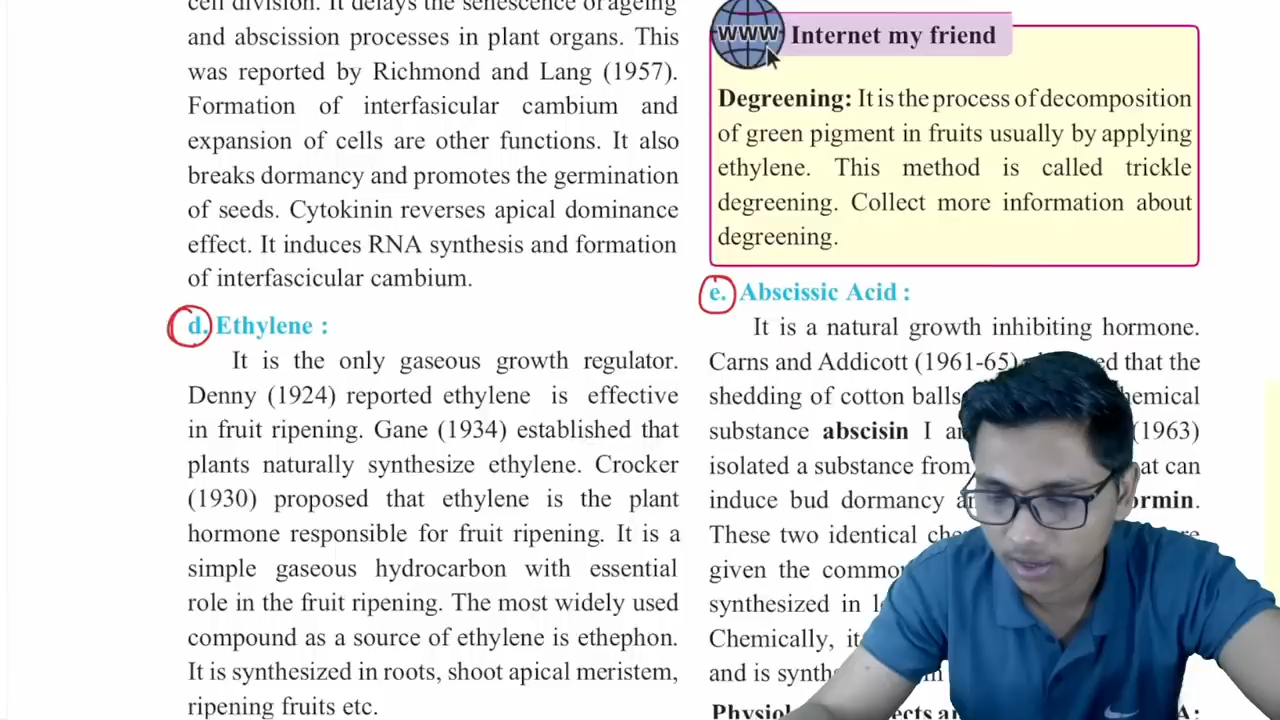 cell division. It delays the senescence or ageing
and abscission processes in plant organs. This
was reported by Richmond and Lang (1957).
Formation of interfasicular cambium and
expansion of cells are other functions. It also
breaks dormancy and promotes the germination
of seeds. Cytokinin reverses apical dominance
effect. It induces RNA synthesis and formation
of interfascicular cambium.
d. Ethylene :
It is the only gaseous growth regulator.
Denny (1924) reported ethylene is effective
in fruit ripening. Gane (1934) established that
plants naturally synthesize ethylene. Crocker
(1930) proposed that ethylene is the plant
hormone responsible for fruit ripening. It is a
simple gaseous hydrocarbon with essential
role in the fruit ripening. The most widely used
compound as a source of ethylene is ethephon.
It is synthesized in roots, shoot apical meristem,
ripening fruits etc.
www Internet my friend
Degreening: It is the process of decomposition
of green pigment in fruits usually by applying
ethylene. This method is called trickle
degreening. Collect more information about
degreening.
e. Abscissic Acid :
It is a natural growth inhibiting hormone.
Carns and Addicott (1961-65) that the
shedding of cotton balls
substance abscisin I (1963)
isolated a substance from can
induce bud dormancy
These two identical
given the
synthesized in
Chemically,
and is